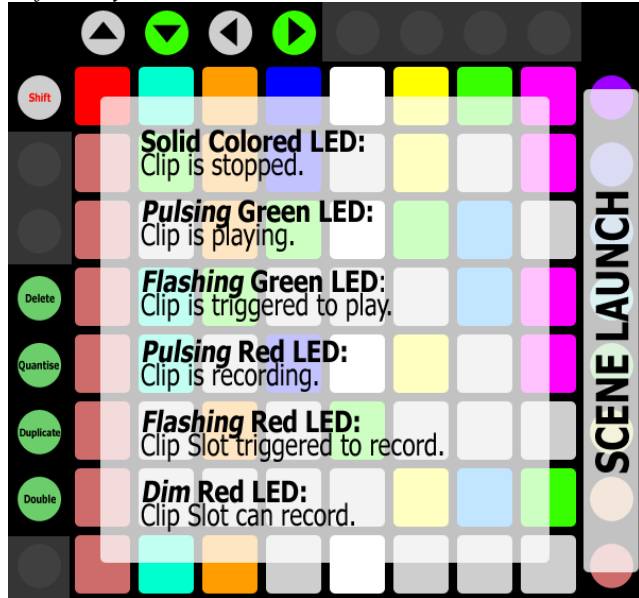 Shift
Solid Colored LED:
Clip is stopped.
Pulsing Green LED:
Clip is playing.
Flashing Green LED:
Clip is triggered to play.
Delete
Pulsing Red LED:
Clip is recording.
Quantise
Flashing Red LED:
Clip Slot triggered to record.
Duplicate
Dim Red LED:
Clip Slot can record.
Double
SCENE LAUNCH